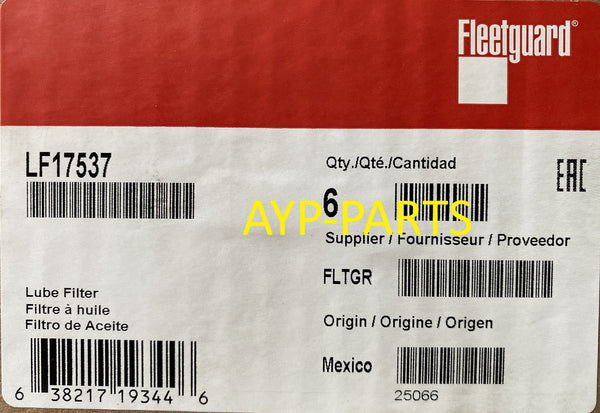 Fleetguard®
LF17537
Qty./Qté./Cantidad
6
EAC
AYP-PARTS
Supplier / Fournisseur / Proveedor
FLTGR
Lube Filter
Filtre à huile
Filtro de Aceite
Origin / Origine / Origen
Mexico
25066
6 38217 19344 6